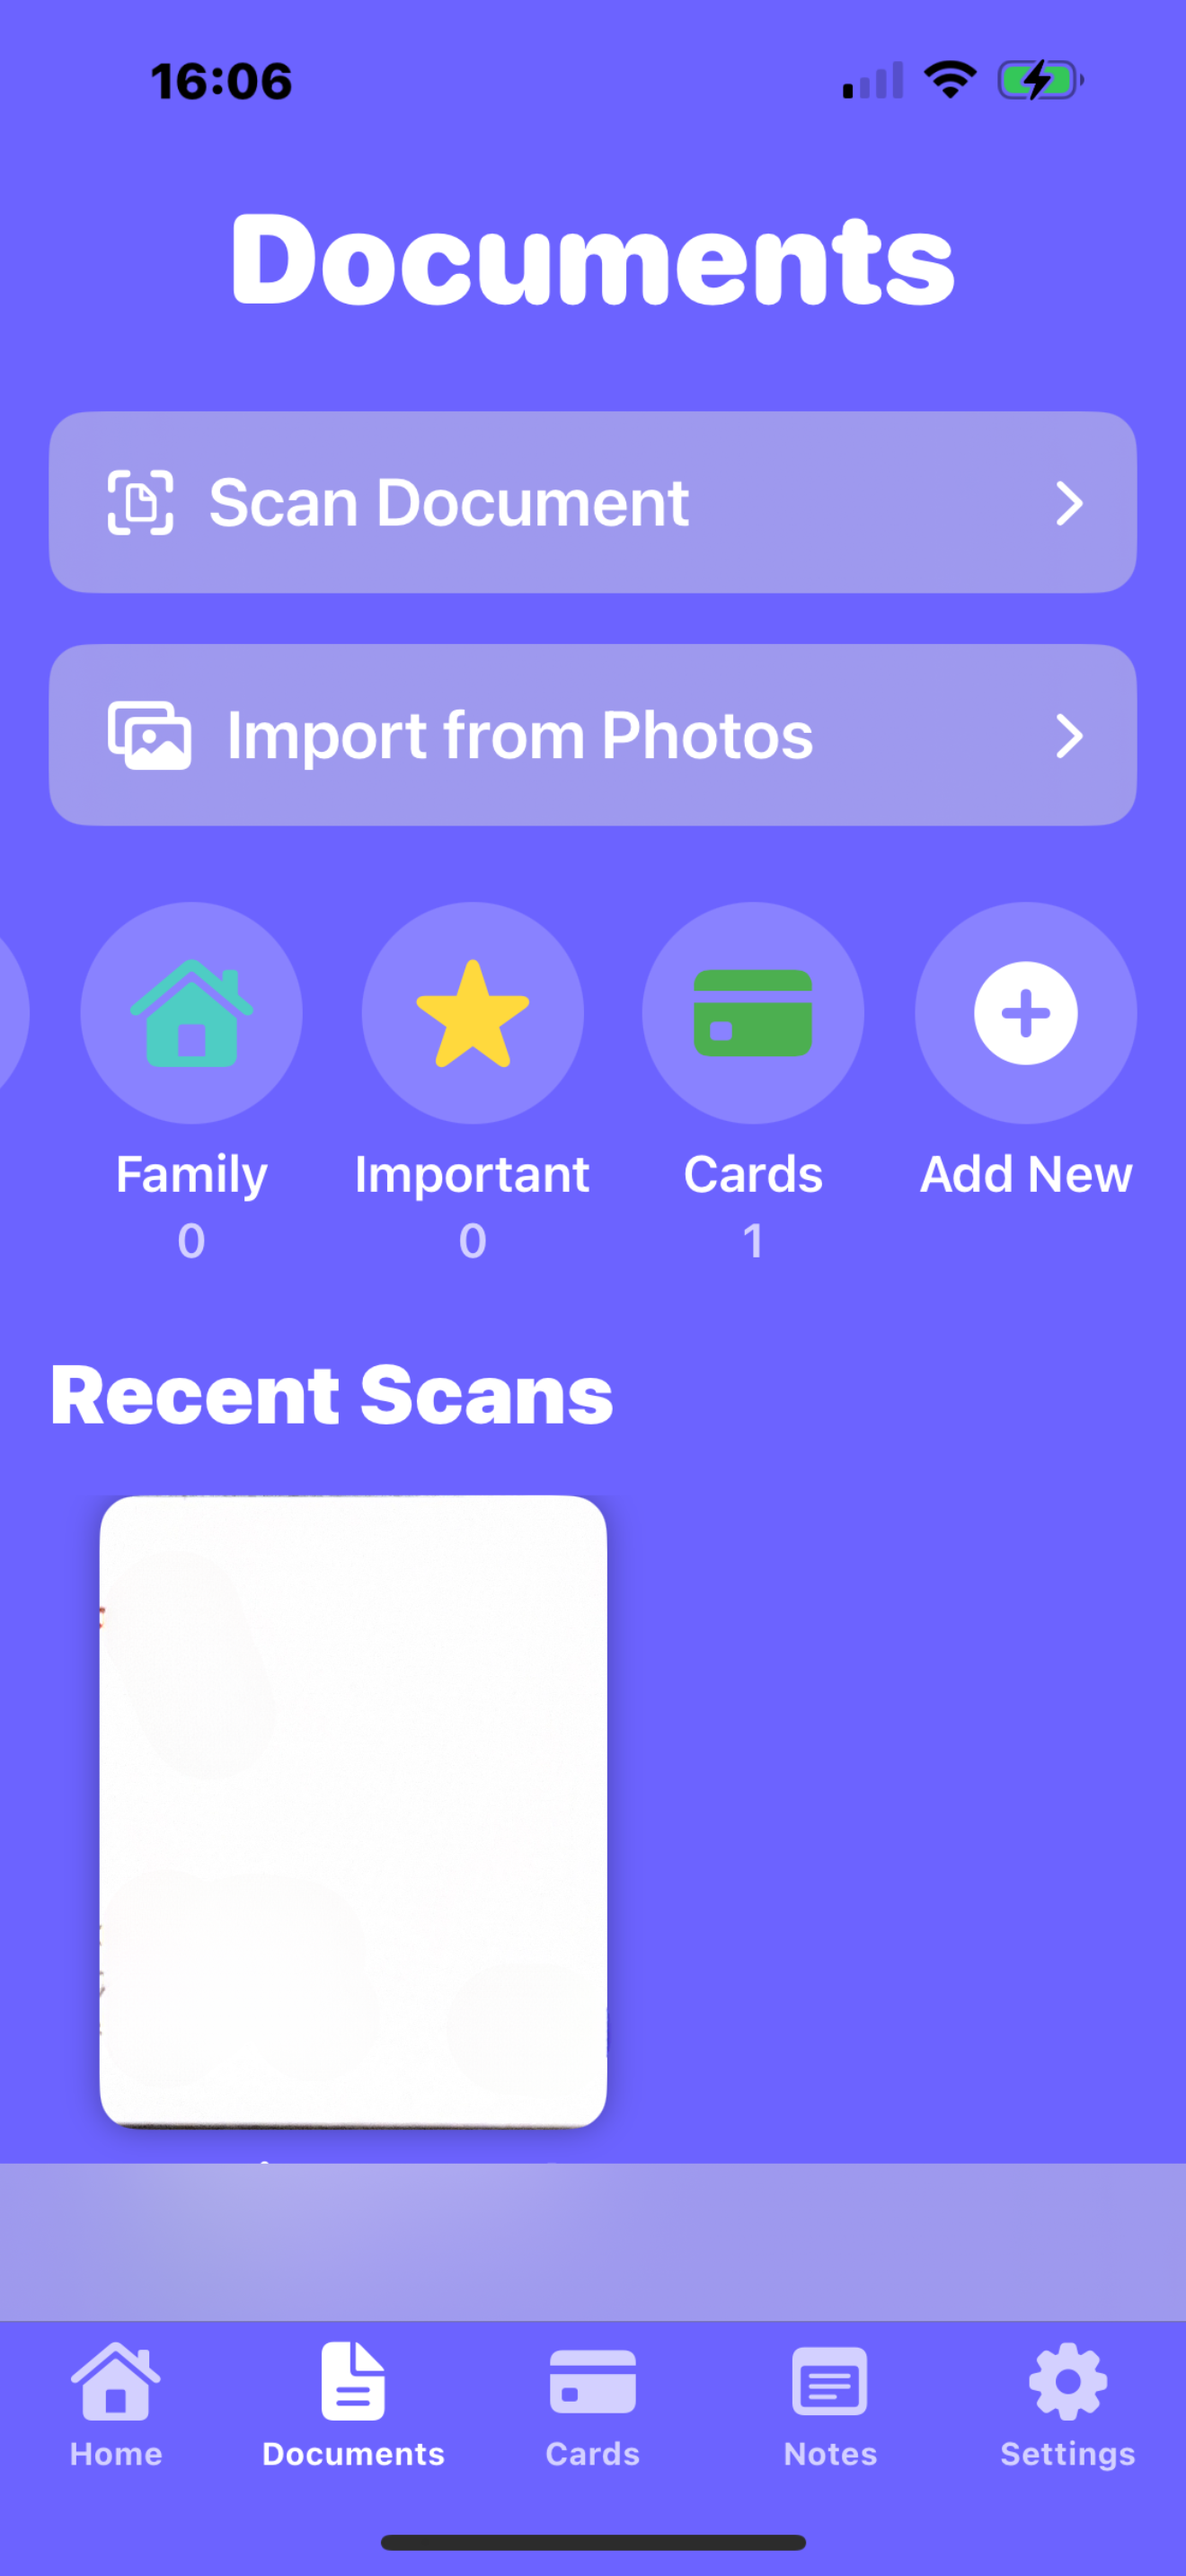 16:06
Documents
Scan Document
Import from Photos
Family
Important
Cards
Add New
0
0
1
Recent Scans
Home
Documents
Cards
Notes
Settings